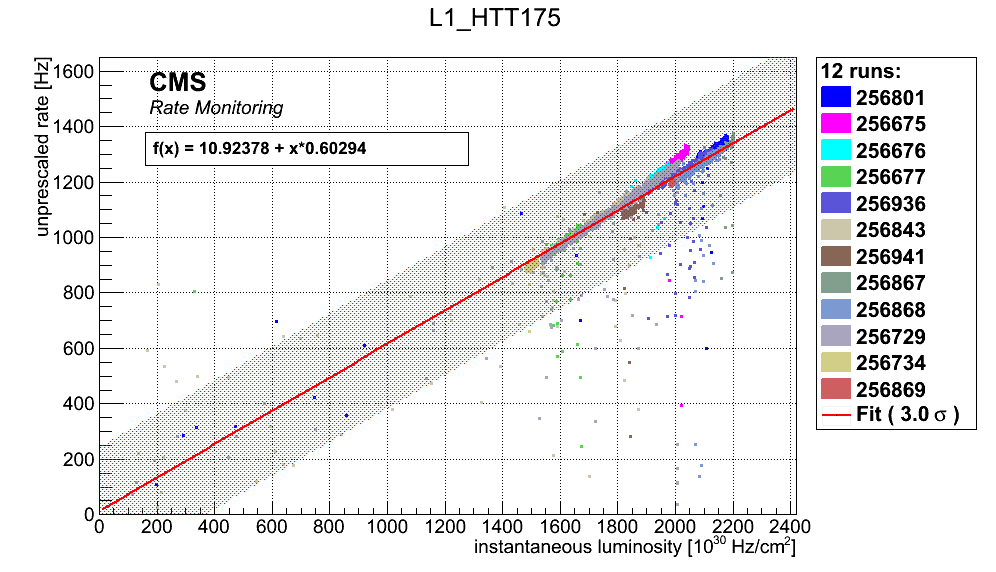 L1_HTT175
unprescaled rate [Hz]
1600
1400
1200
1000
800
600
400
200
0
CMS
Rate Monitoring
f(x) = 10.92378 + x*0.60294
0 200 400 600 800 1000 1200 1400 1600 1800 2000 2200 2400
instantaneous luminosity [10³⁰ Hz/cm²]
12 runs:
256801
256675
256676
256677
256936
256843
256941
256867
256868
256729
256734
256869
Fit ( 3.0 σ )